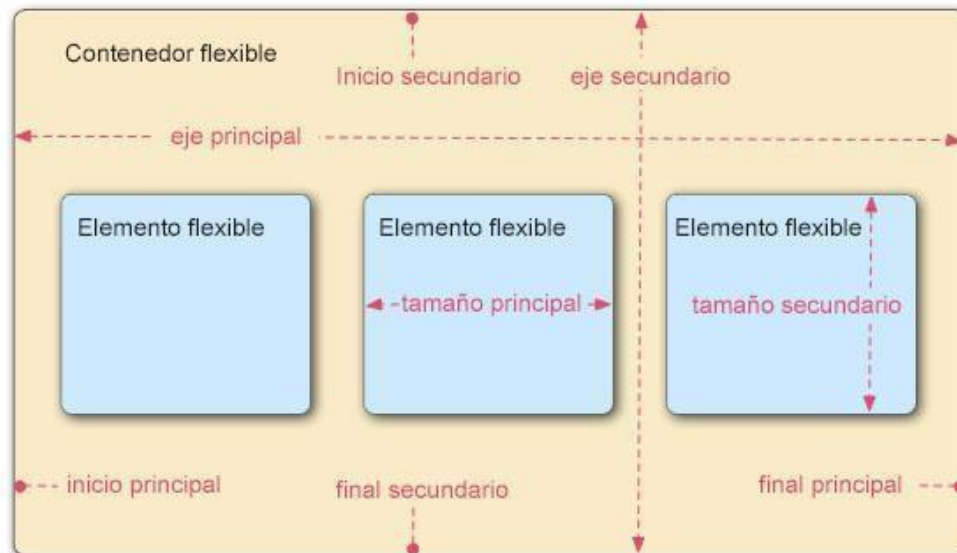 Contenedor flexible
Inicio secundario
eje secundario
eje principal
Elemento flexible
Elemento flexible
Elemento flexible
tamaño principal
tamaño secundario
inicio principal
final secundario
final principal